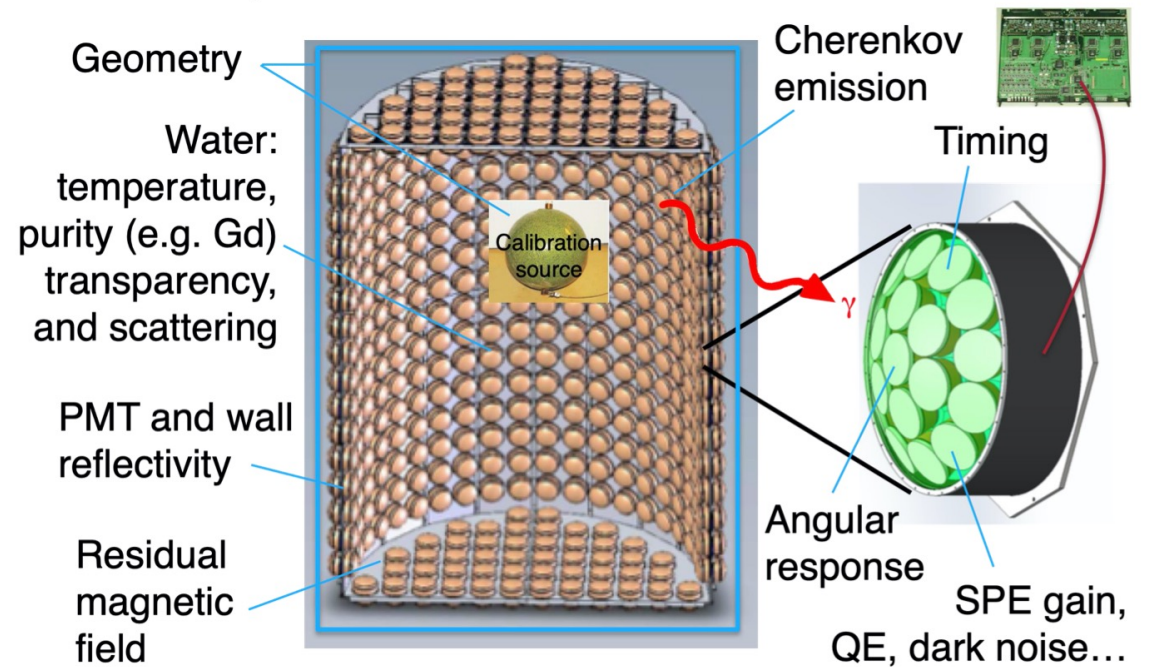 Geometry
Cherenkov
emission
Water:
temperature,
purity (e.g. Gd)
transparency,
and scattering
Timing
Calibration
source
γ
PMT and wall
reflectivity
Angular
response
Residual
magnetic
field
SPE gain,
QE, dark noise…